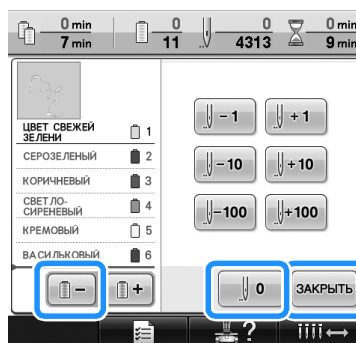 0 min 0 0 0 min
7 min 11 4313 9 min
ЦВЕТ СВЕЖЕЙ
ЗЕЛЕНИ 1
СЕРОЗЕЛЕНЫЙ 2
КОРИЧНЕВЫЙ 3
СВЕТЛО-
СИРЕНЕВЫЙ 4
КРЕМОВЫЙ 5
ВАСИЛЬКОВЫЙ 6
-1 +1
-10 +10
-100 +100
- + 0 ЗАКРЫТЬ
?